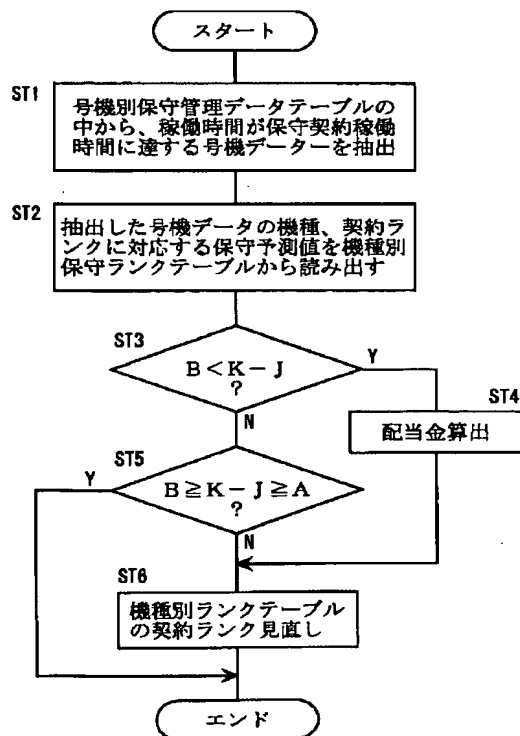 スタート
ST1
号機別保守管理データテーブルの
中から、稼働時間が保守契約稼働
時間に達する号機データーを抽出
ST2
抽出した号機データの機種、契約ラ
ンクに対応する保守予測値を機種別
保守ランクテーブルから読み出す
ST3
B＜K－J
?
Y
N
ST4
配当金算出
ST5
B≧K－J≧A
?
Y
N
ST6
機種別ランクテーブル
の契約ランク見直し
エンド